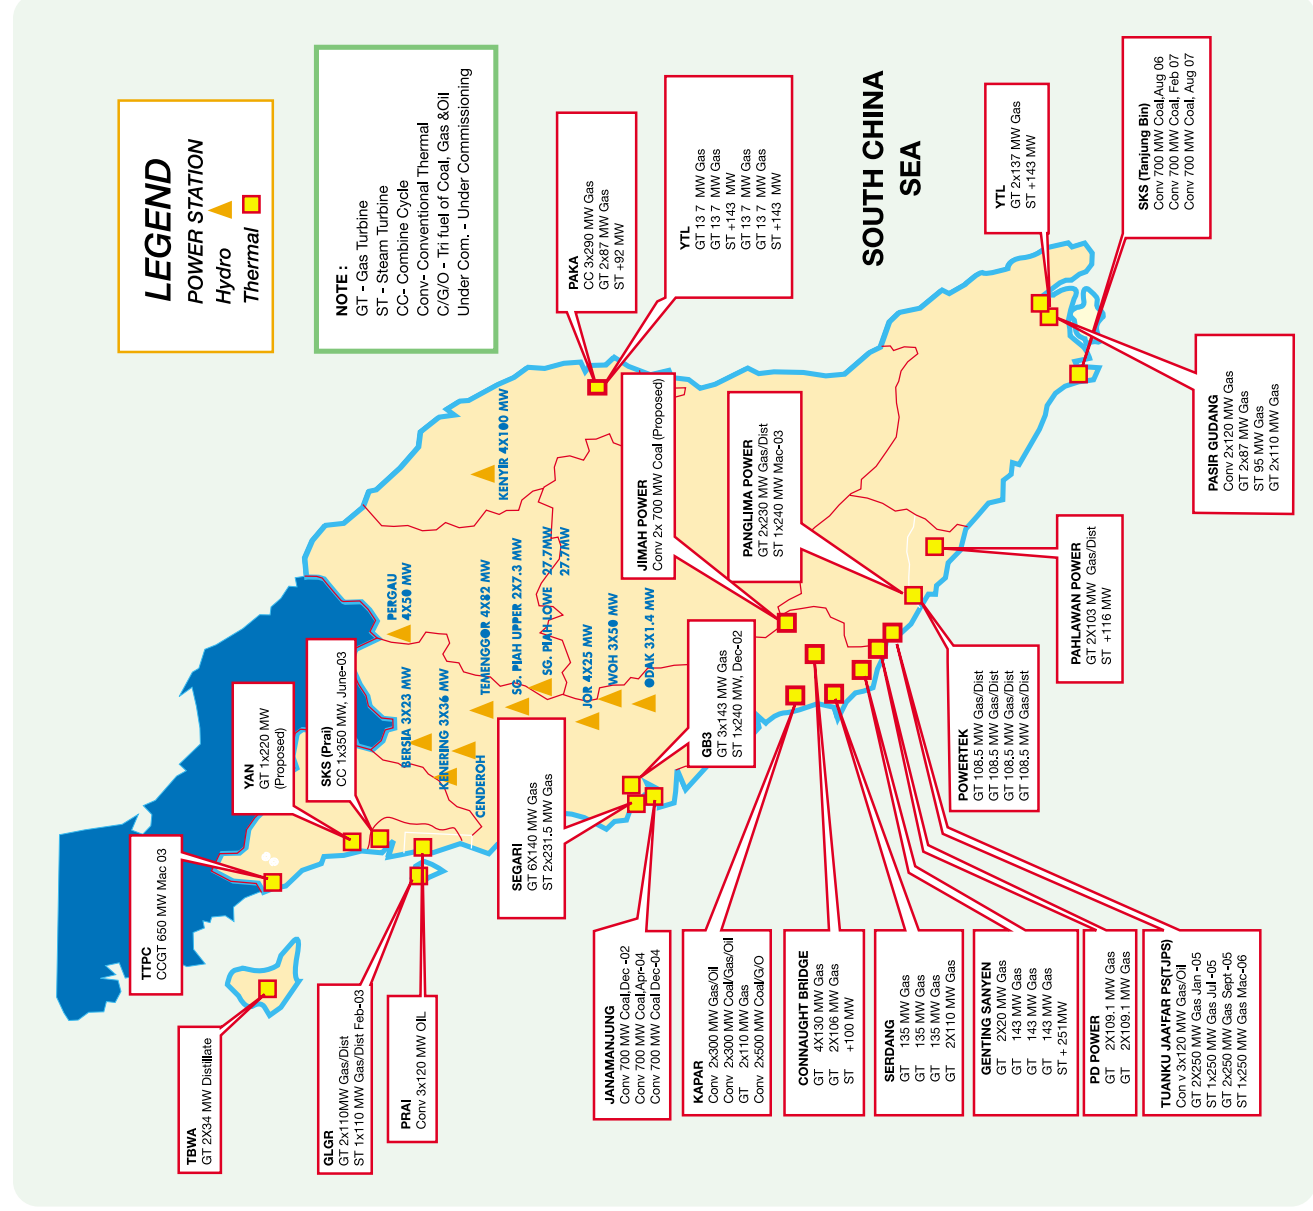 LEGEND
POWER STATION
Hydro
Thermal
NOTE :
GT - Gas Turbine
ST - Steam Turbine
CC- Combine Cycle
Conv- Conventional Thermal
C/G/O - Tri fuel of Coal, Gas &Oil
Under Com. - Under Commissioning
PAKA
CC 3x290 MW Gas
GT 2x87 MW Gas
ST +92 MW
YTL
GT 13 7 MW Gas
GT 13 7 MW Gas
ST +143 MW
GT 13 7 MW Gas
GT 13 7 MW Gas
ST +143 MW
SOUTH CHINA
SEA
YTL
GT 2x137 MW Gas
ST +143 MW
SKS (Tanjung Bin)
Conv 700 MW Coal,Aug 06
Conv 700 MW Coal, Feb 07
Conv 700 MW Coal, Aug 07
PASIR GUDANG
Conv 2x120 MW Gas
GT 2x87 MW Gas
ST 95 MW Gas
GT 2x110 MW Gas
KENYIR 4X100 MW
JIMAH POWER
Conv 2x 700 MW Coal (Proposed)
PANGLIMA POWER
GT 2x230 MW Gas/Dist
ST 1x240 MW Mac-03
PAHLAWAN POWER
GT 2X103 MW Gas/Dist
ST +116 MW
PERGAU
4X50 MW
BERSIA 3X23 MW
KENERING 3X36 MW
CENDEROH
TEMENGGOR 4X82 MW
SG. PIAH UPPER 2X7.3 MW
SG. PIAH LOWE 27.7MW
27.7MW
JOR 4X25 MW
WOH 3X50 MW
ODAK 3X1.4 MW
YAN
GT 1x220 MW
(Proposed)
SKS (Prai)
CC 1x350 MW, June-03
GB3
GT 3x143 MW Gas
ST 1x240 MW, Dec-02
POWERTEK
GT 108.5 MW Gas/Dist
GT 108.5 MW Gas/Dist
GT 108.5 MW Gas/Dist
GT 108.5 MW Gas/Dist
SEGARI
GT 6X140 MW Gas
ST 2x231.5 MW Gas
TTPC
CCGT 650 MW Mac 03
TBWA
GT 2X34 MW Distillate
GLGR
GT 2x110MW Gas/Dist
ST 1x110 MW Gas/Dist Feb-03
PRAI
Conv 3x120 MW OIL
JANAMANJUNG
Conv 700 MW Coal,Dec -02
Conv 700 MW Coal,Apr-04
Conv 700 MW Coal Dec-04
KAPAR
Conv 2x300 MW Gas/Oil
Conv 2x300 MW Coal/Gas/Oil
GT 2x110 MW Gas
Conv 2x500 MW Coal/G/O
CONNAUGHT BRIDGE
GT 4X130 MW Gas
GT 2X106 MW Gas
ST +100 MW
SERDANG
GT 135 MW Gas
GT 135 MW Gas
GT 135 MW Gas
GT 2X110 MW Gas
GENTING SANYEN
GT 2X20 MW Gas
GT 143 MW Gas
GT 143 MW Gas
GT 143 MW Gas
ST + 251MW
PD POWER
GT 2X109.1 MW Gas
GT 2X109.1 MW Gas
TUANKU JAA'FAR PS(TJPS)
Con v 3x120 MW Gas/Oil
GT 2X250 MW Gas Jan -05
ST 1x250 MW Gas Jul -05
GT 2x250 MW Gas Sept -05
ST 1x250 MW Gas Mac-06